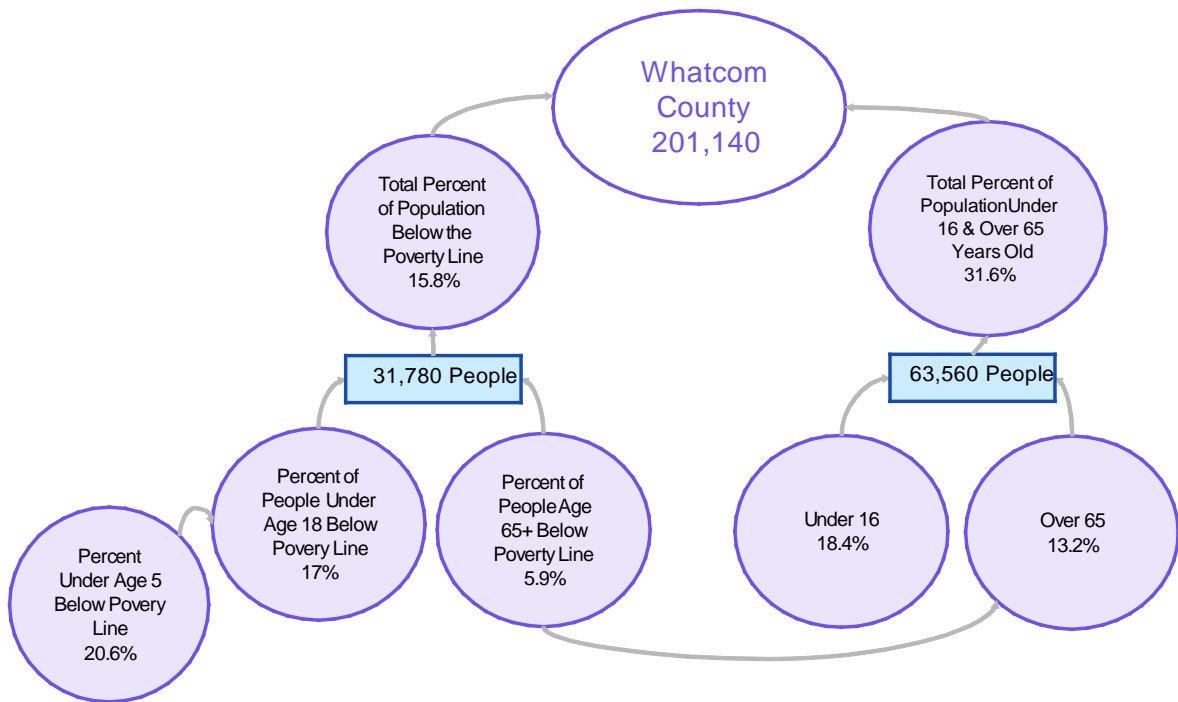 Whatcom
County
201,140
Total Percent
of Population
Below the
Poverty Line
15.8%
Total Percent of
PopulationUnder
16 & Over 65
Years Old
31.6%
31,780 People
63,560 People
Percent of
People Under
Age 18 Below
Povery Line
17%
Percent of
People Age
65+ Below
Poverty Line
5.9%
Under 16
18.4%
Over 65
13.2%
Percent
Under Age 5
Below Povery
Line
20.6%